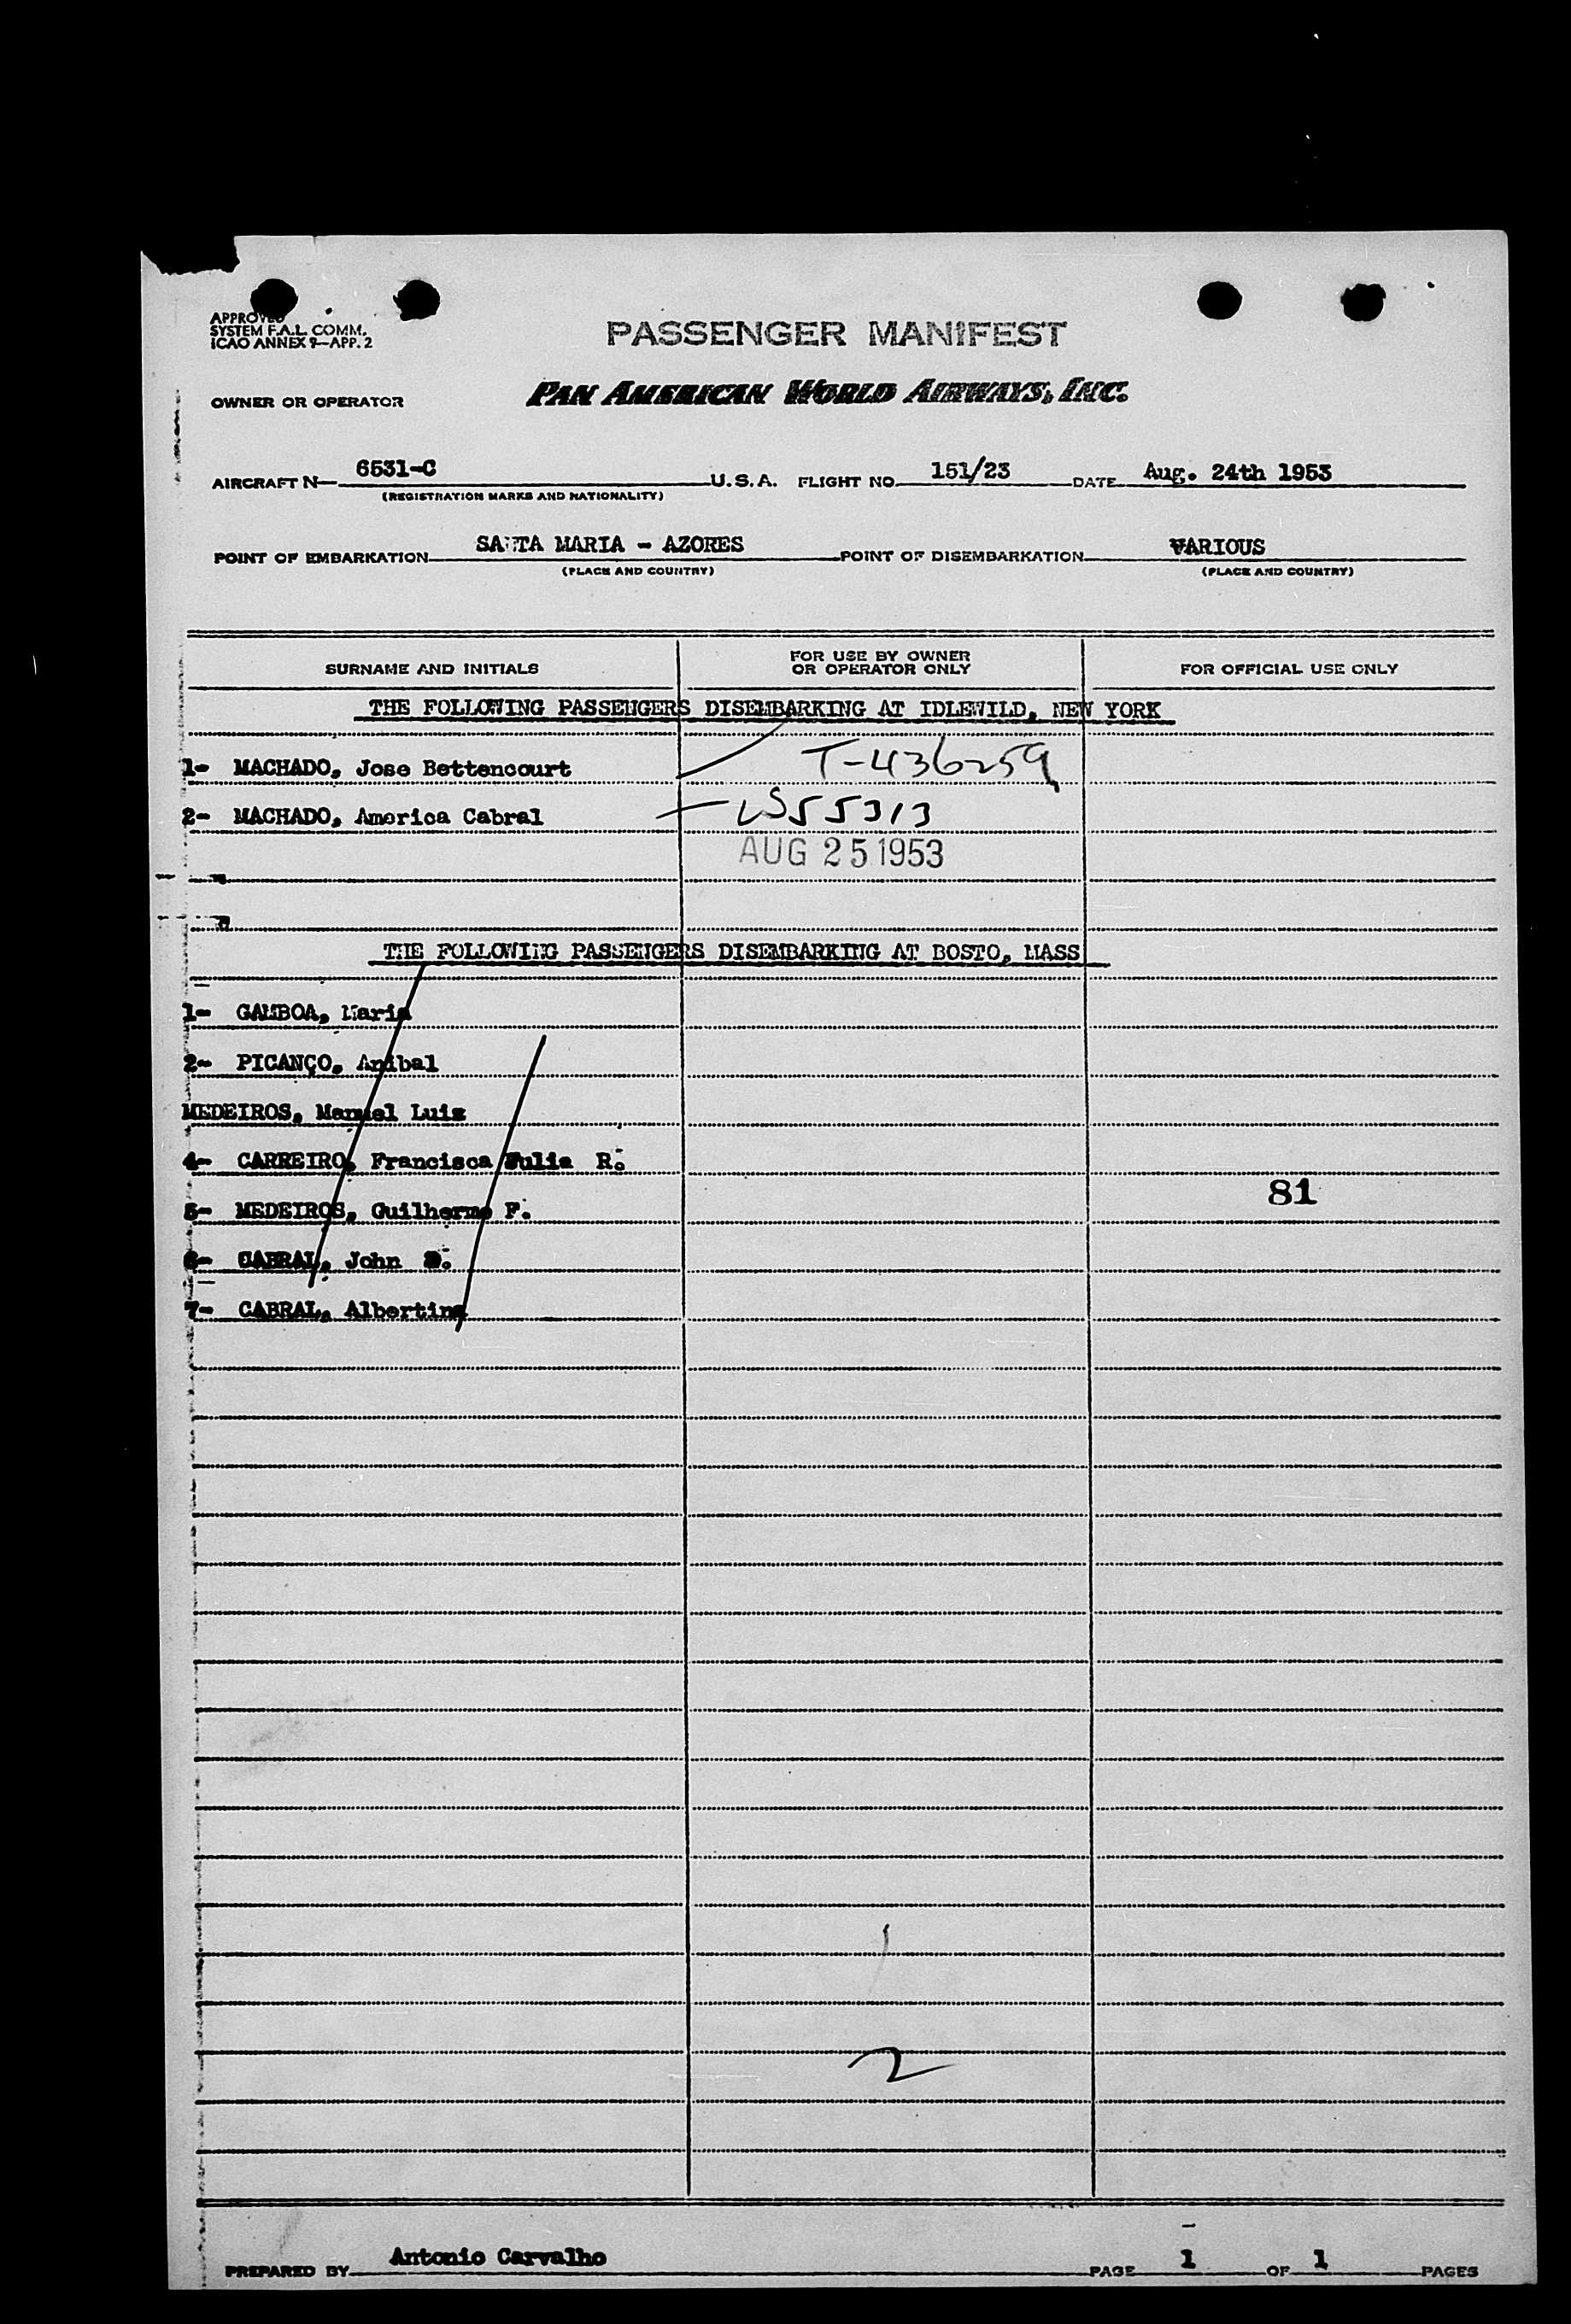 APPROVED
SYSTEM F.A.L. COMM.
ICAO ANNEX 9—APP. 2
PASSENGER MANIFEST
OWNER OR OPERATOR PAN AMERICAN WORLD AIRWAYS, INC.
AIRCRAFT N— 6531-C U.S.A. FLIGHT NO. 151/23 DATE Aug. 24th 1953
(REGISTRATION MARKS AND NATIONALITY)
POINT OF EMBARKATION SANTA MARIA - AZORES POINT OF DISEMBARKATION VARIOUS
(PLACE AND COUNTRY) (PLACE AND COUNTRY)
SURNAME AND INITIALS FOR USE BY OWNER OR OPERATOR ONLY FOR OFFICIAL USE ONLY
THE FOLLOWING PASSENGERS DISEMBARKING AT IDLEWILD, NEW YORK
1- MACHADO, Jose Bettencourt T-436259
2- MACHADO, America Cabral 55313
AUG 25 1953
THE FOLLOWING PASSENGERS DISEMBARKING AT BOSTO, MASS
1- GAMBOA, Maria
2- PICANÇO, Anibal
MEDEIROS, Manuel Luiz
4- CARREIRO, Francisca Julia R.
81
5- MEDEIROS, Guilherme F.
6- CABRAL, John
7- CABRAL, Albertina
2
PREPARED BY Antonio Carvalho PAGE 1 OF 1 PAGES